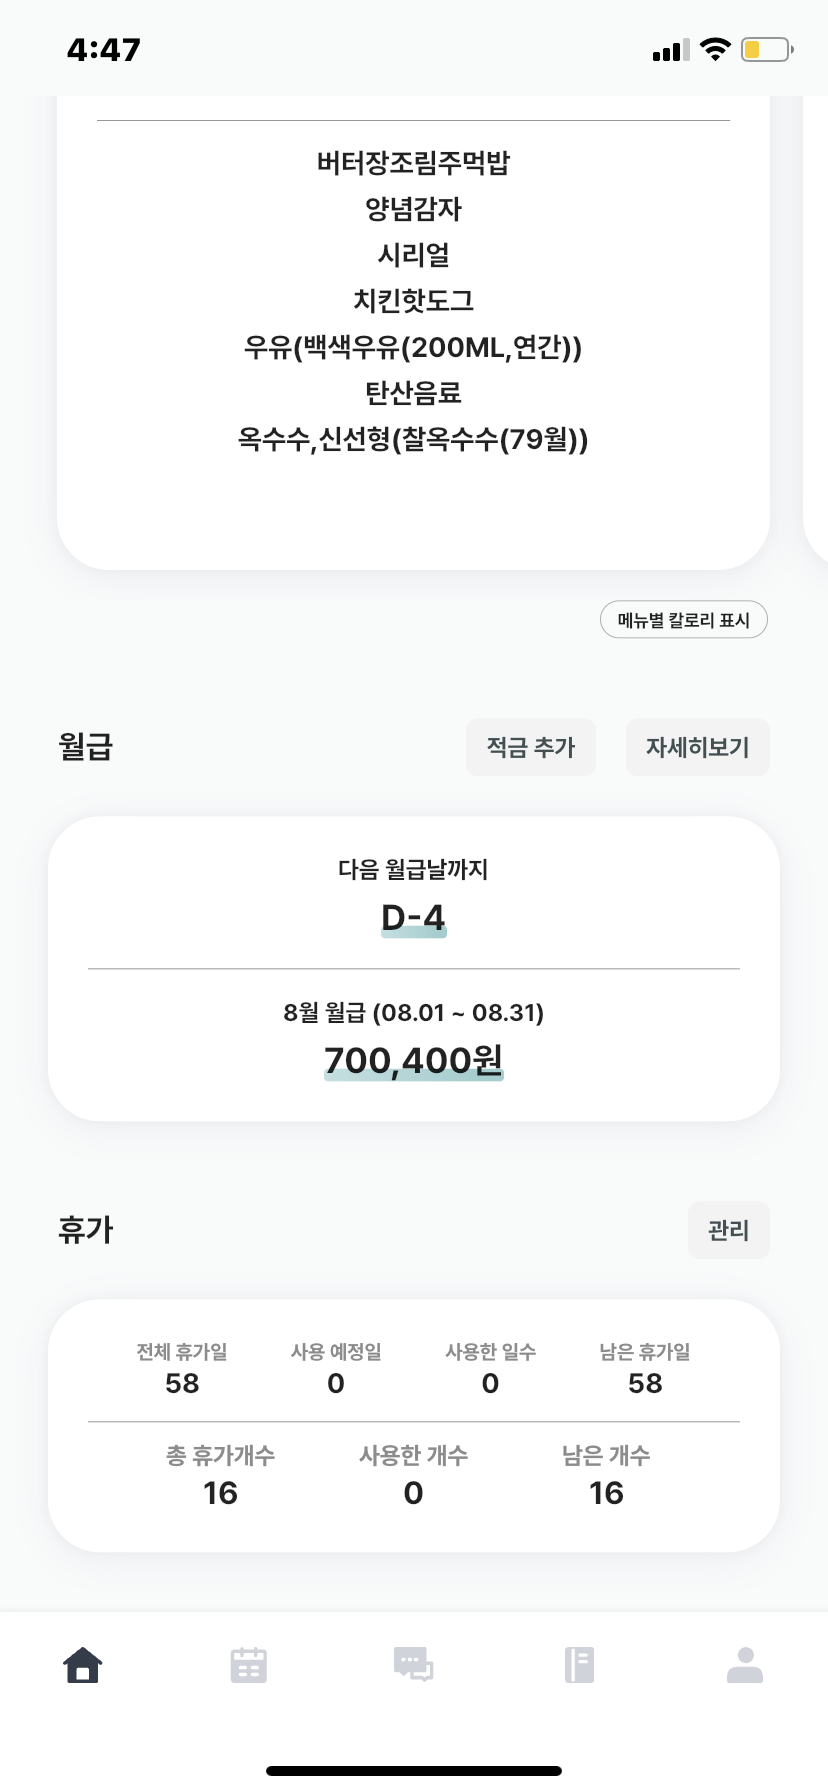 4:47
버터장조림주먹밥
양념감자
시리얼
치킨핫도그
우유(백색우유(200ML,연간))
탄산음료
옥수수,신선형(찰옥수수(79월))
메뉴별 칼로리 표시
월급
적금 추가
자세히보기
다음 월급날까지
D-4
8월 월급 (08.01 ~ 08.31)
700,400원
휴가
관리
전체 휴가일 사용 예정일 사용한 일수 남은 휴가일
58 0 0 58
총 휴가개수 사용한 개수 남은 개수
16 0 16